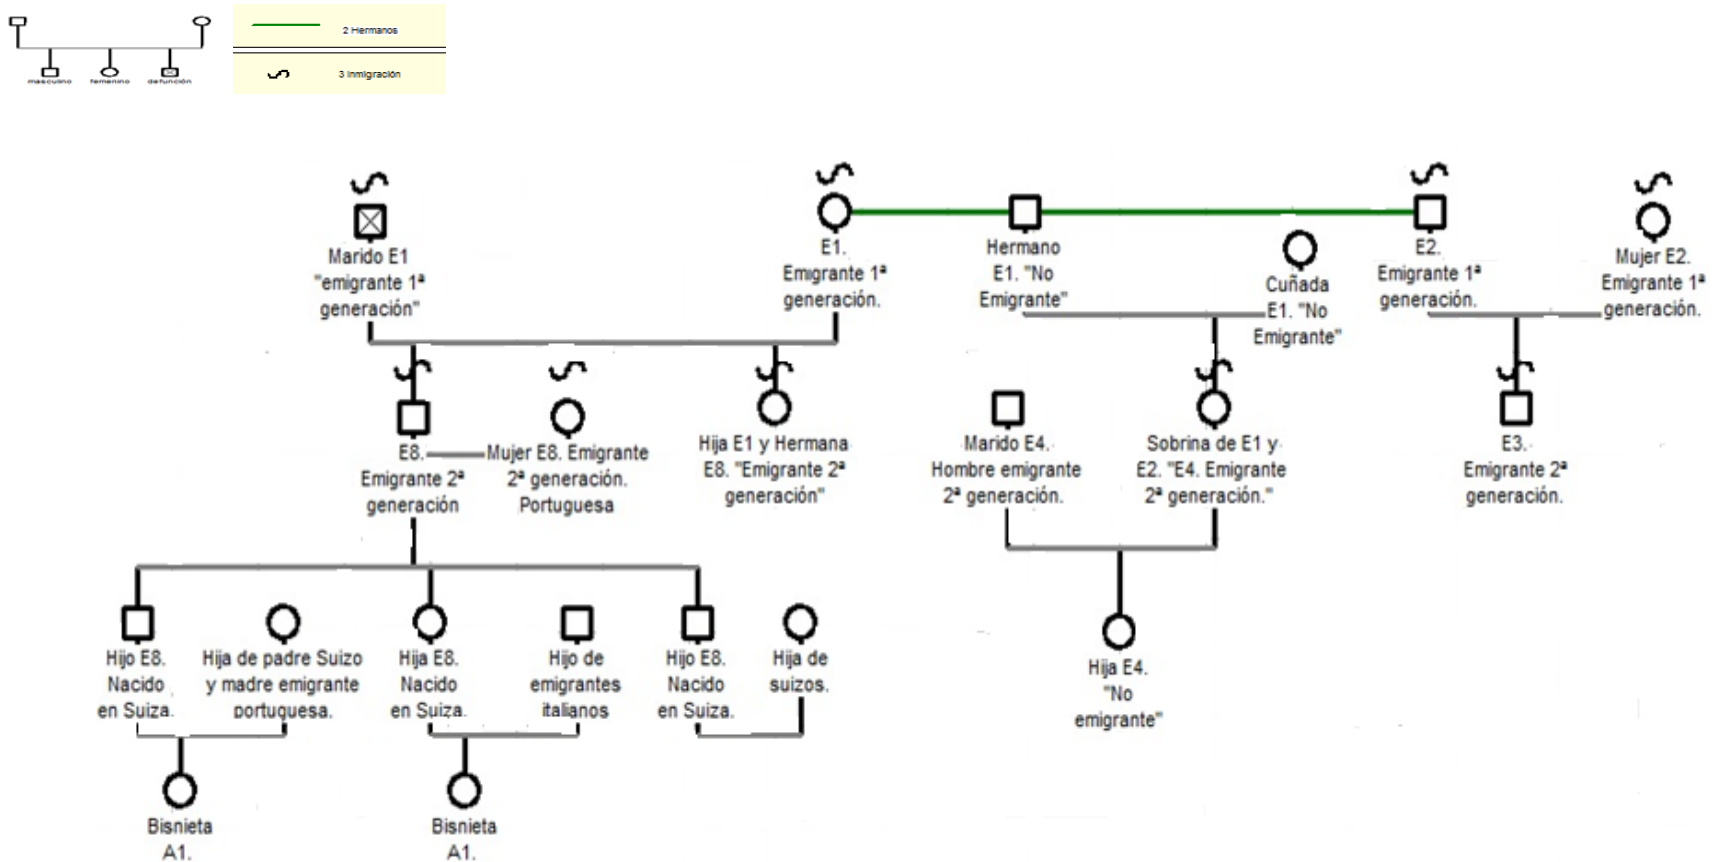 masculino
femenino
defunción
2 Hermanos
3 Inmigración
Marido E1
"emigrante 1ª
generación"
E1.
Emigrante 1ª
generación.
Hermano
E1. "No
Emigrante"
Cuñada
E1. "No
Emigrante"
E2.
Emigrante 1ª
generación.
Mujer E2.
Emigrante 1ª
generación.
E8.
Emigrante 2ª
generación
Mujer E8. Emigrante
2ª generación.
Portuguesa
Hija E1 y Hermana
E8. "Emigrante 2ª
generación"
Marido E4.
Hombre emigrante
2ª generación.
Sobrina de E1 y
E2. "E4. Emigrante
2ª generación."
E3.
Emigrante 2ª
generación.
Hijo E8.
Nacido
en Suiza.
Hija de padre Suizo
y madre emigrante
portuguesa.
Hija E8.
Nacido
en Suiza.
Hijo de
emigrantes
italianos
Hijo E8.
Nacido
en Suiza.
Hija de
suizos.
Hija E4.
"No
emigrante"
Bisnieta
A1.
Bisnieta
A1.